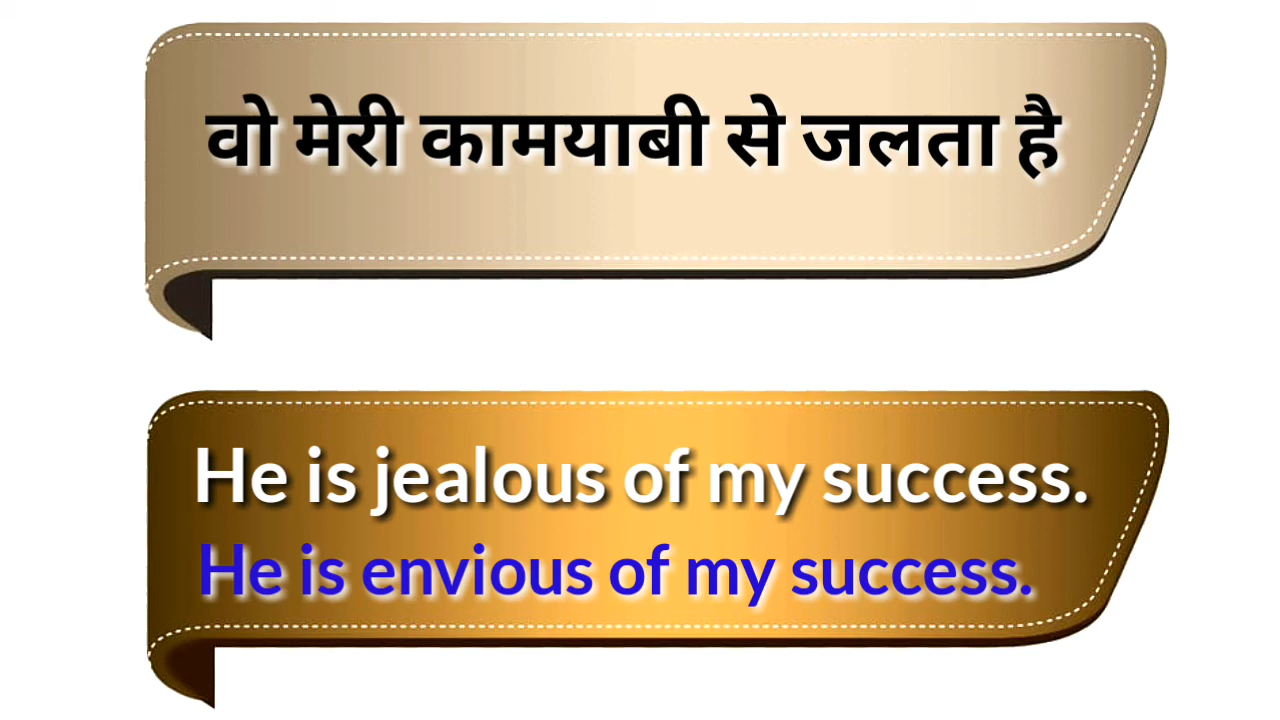 वो मेरी कामयाबी से जलता है
He is jealous of my success.
He is envious of my success.